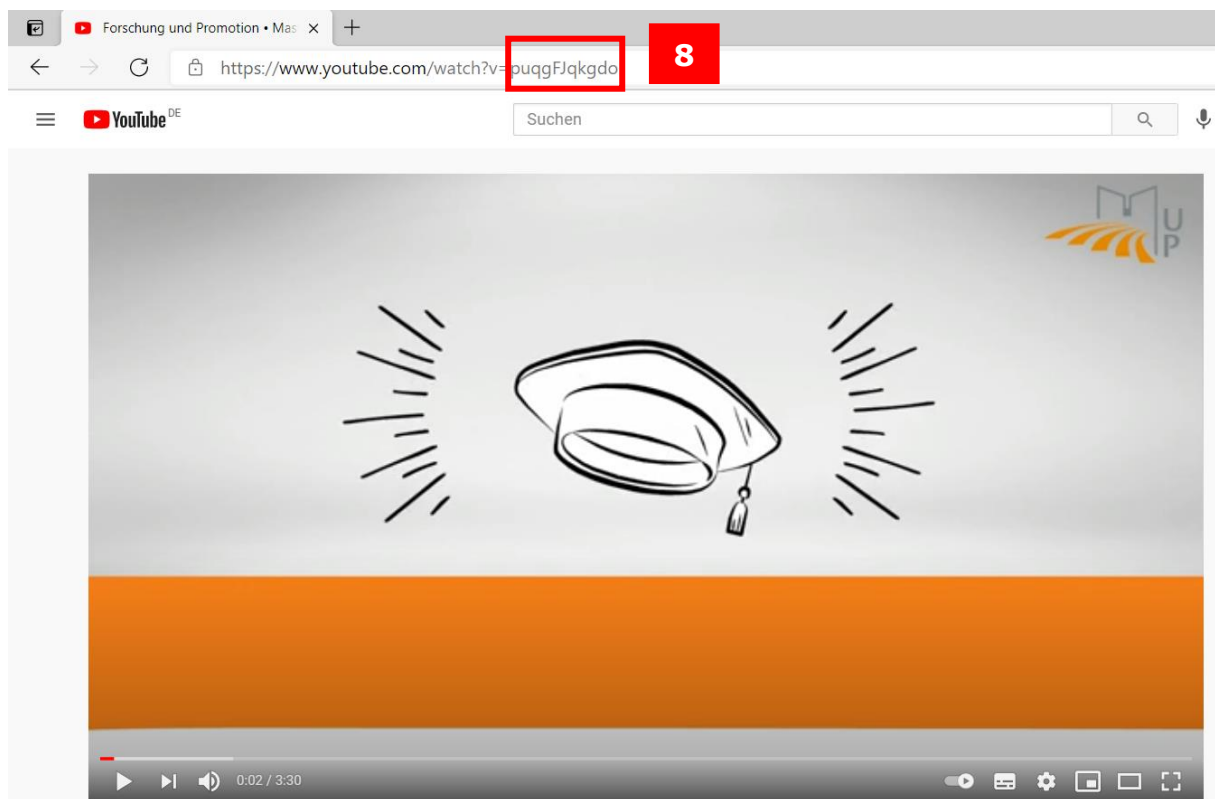 Forschung und Promotion • Mas
https://www.youtube.com/watch?v=puqgFJqkgdo
8
YouTube DE
Suchen
M
U
P
0:02 / 3:30